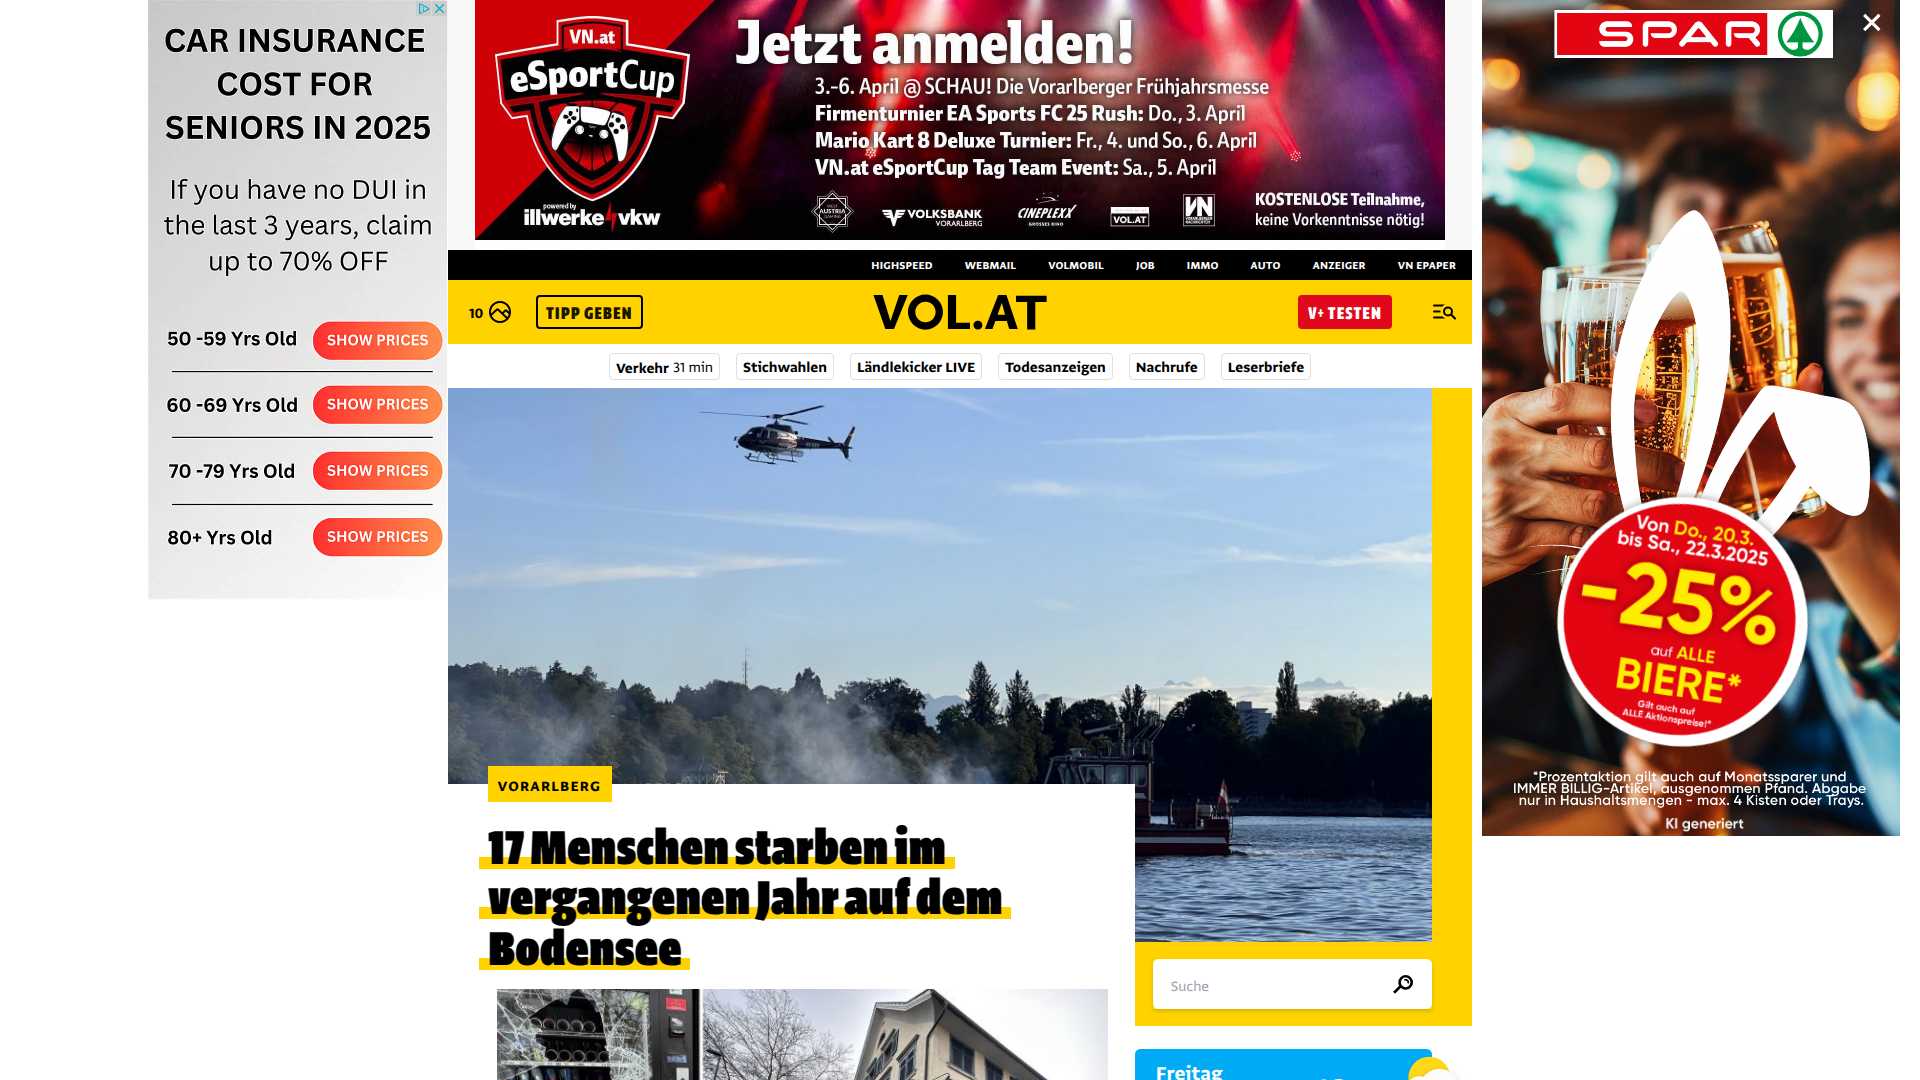 CAR INSURANCE
COST FOR
SENIORS IN 2025
If you have no DUI in
the last 3 years, claim
up to 70% OFF
50 -59 Yrs Old SHOW PRICES
60 -69 Yrs Old SHOW PRICES
70 -79 Yrs Old SHOW PRICES
80+ Yrs Old SHOW PRICES
VN.at
eSportCup
powered by
illwerke vkw
Jetzt anmelden!
3.-6. April @ SCHAU! Die Vorarlberger Frühjahrsmesse
Firmenturnier EA Sports FC 25 Rush: Do., 3. April
Mario Kart 8 Deluxe Turnier: Fr., 4. und So., 6. April
VN.at eSportCup Tag Team Event: Sa., 5. April
AUSTRIA
VOLKSBANK
VORARLBERG
CINEPLEXX
GROSSES KINO
VOL.AT
VN
KOSTENLOSE Teilnahme,
keine Vorkenntnisse nötig!
HIGHSPEED WEBMAIL VOLMOBIL JOB IMMO AUTO ANZEIGER VN EPAPER
10 TIPP GEBEN VOL.AT V+ TESTEN
Verkehr 31 min Stichwahlen Ländlekicker LIVE Todesanzeigen Nachrufe Leserbriefe
VORARLBERG
17 Menschen starben im
vergangenen Jahr auf dem
Bodensee
Suche
Freitag
SPAR
Von Do., 20.3.
bis Sa., 22.3.2025
-25%
auf ALLE
BIERE*
Gilt auch auf
ALLE Aktionspreise!*
*Prozentaktion gilt auch auf Monatssparer und
IMMER BILLIG-Artikel, ausgenommen Pfand. Abgabe
nur in Haushaltsmengen - max. 4 Kisten oder Trays.
KI generiert